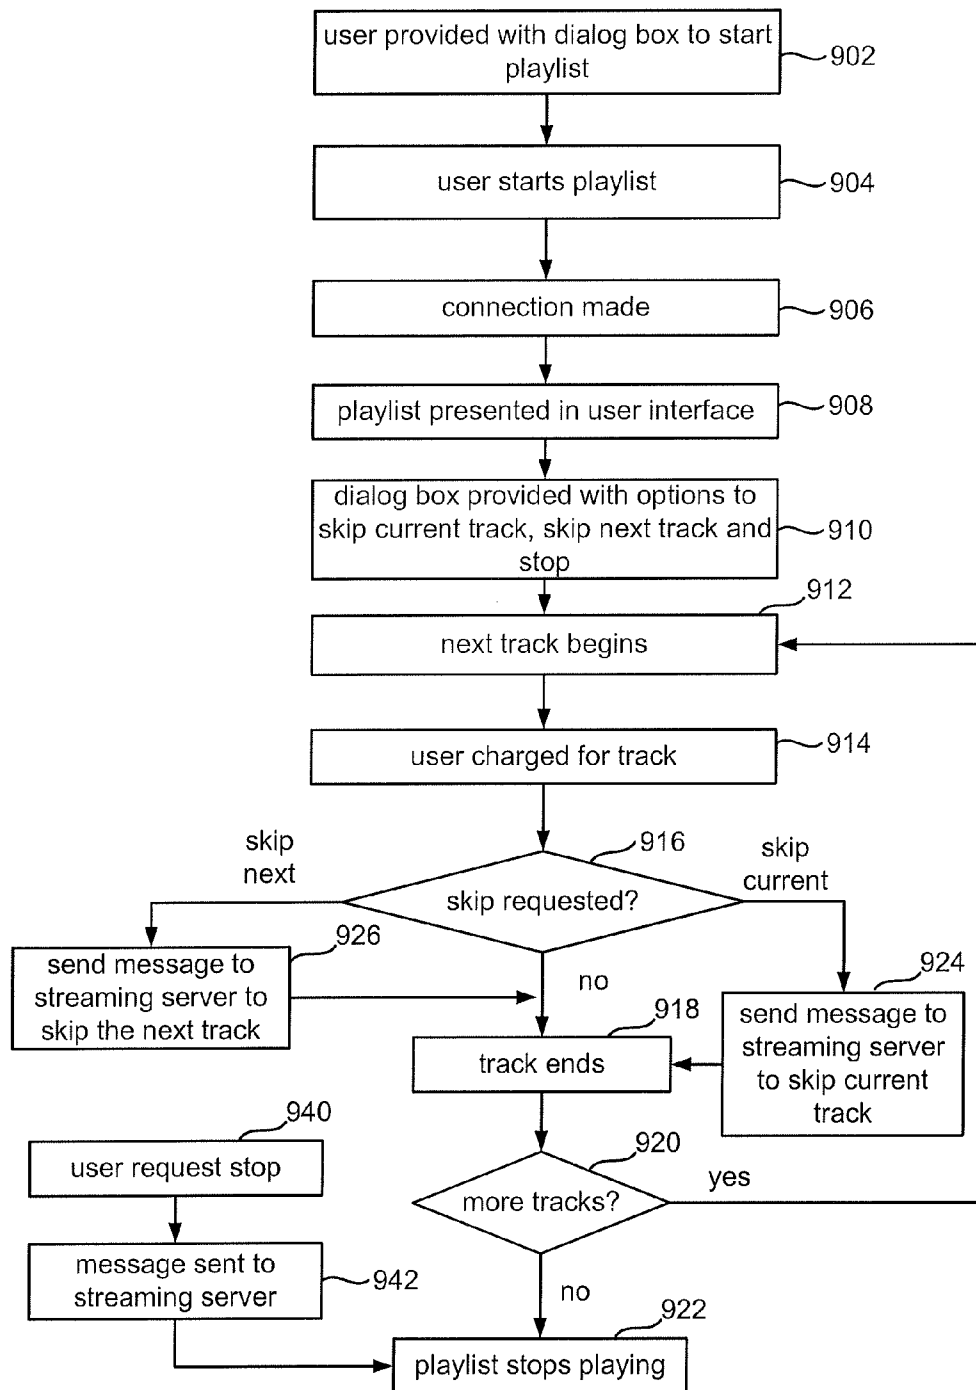 user provided with dialog box to start
playlist
902
user starts playlist
904
connection made
906
playlist presented in user interface
908
dialog box provided with options to
skip current track, skip next track and
stop
910
912
next track begins
user charged for track
914
skip
next
916
skip
current
skip requested?
926
send message to
streaming server to
skip the next track
no
924
send message to
streaming server
to skip current
track
918
track ends
940
user request stop
920
more tracks?
yes
message sent to
streaming server
942
no
922
playlist stops playing